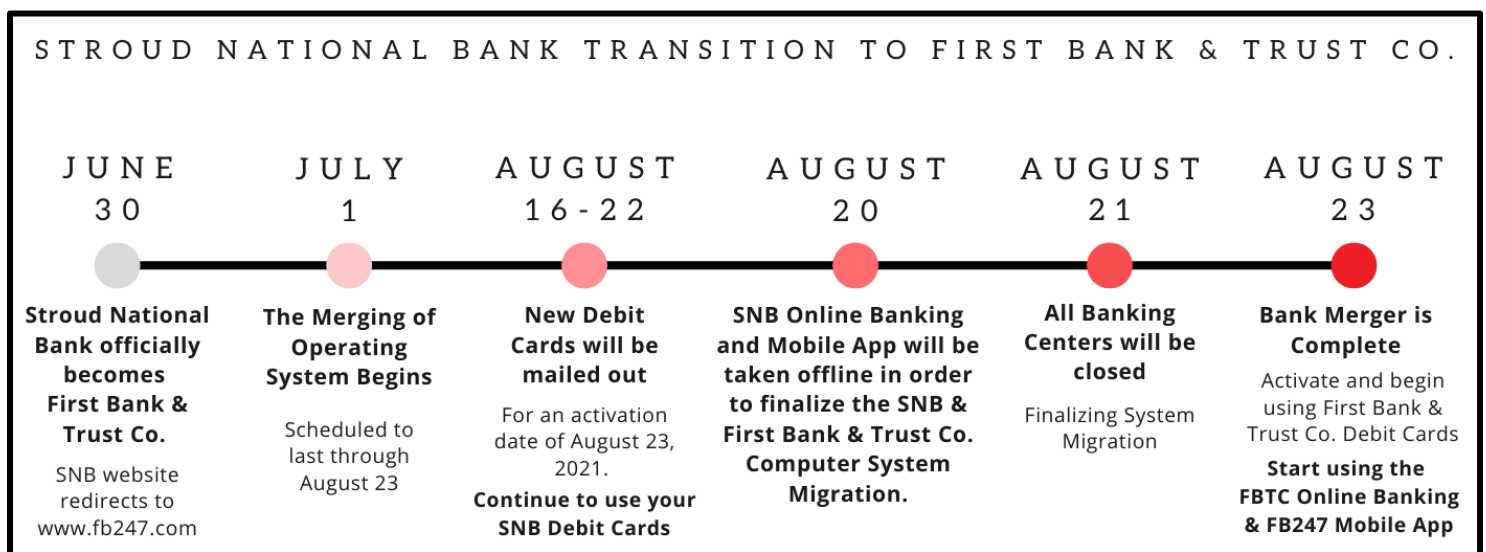 STROUD NATIONAL BANK TRANSITION TO FIRST BANK & TRUST CO.
JUNE
30
Stroud National
Bank officially
becomes
First Bank &
Trust Co.
SNB website
redirects to
www.fb247.com
JULY
1
The Merging of
Operating
System Begins
Scheduled to
last through
August 23
AUGUST
16-22
New Debit
Cards will be
mailed out
For an activation
date of August 23,
2021.
Continue to use your
SNB Debit Cards
AUGUST
20
SNB Online Banking
and Mobile App will be
taken offline in order
to finalize the SNB &
First Bank & Trust Co.
Computer System
Migration.
AUGUST
21
All Banking
Centers will be
closed
Finalizing System
Migration
AUGUST
23
Bank Merger is
Complete
Activate and begin
using First Bank &
Trust Co. Debit Cards
Start using the
FBTC Online Banking
& FB247 Mobile App